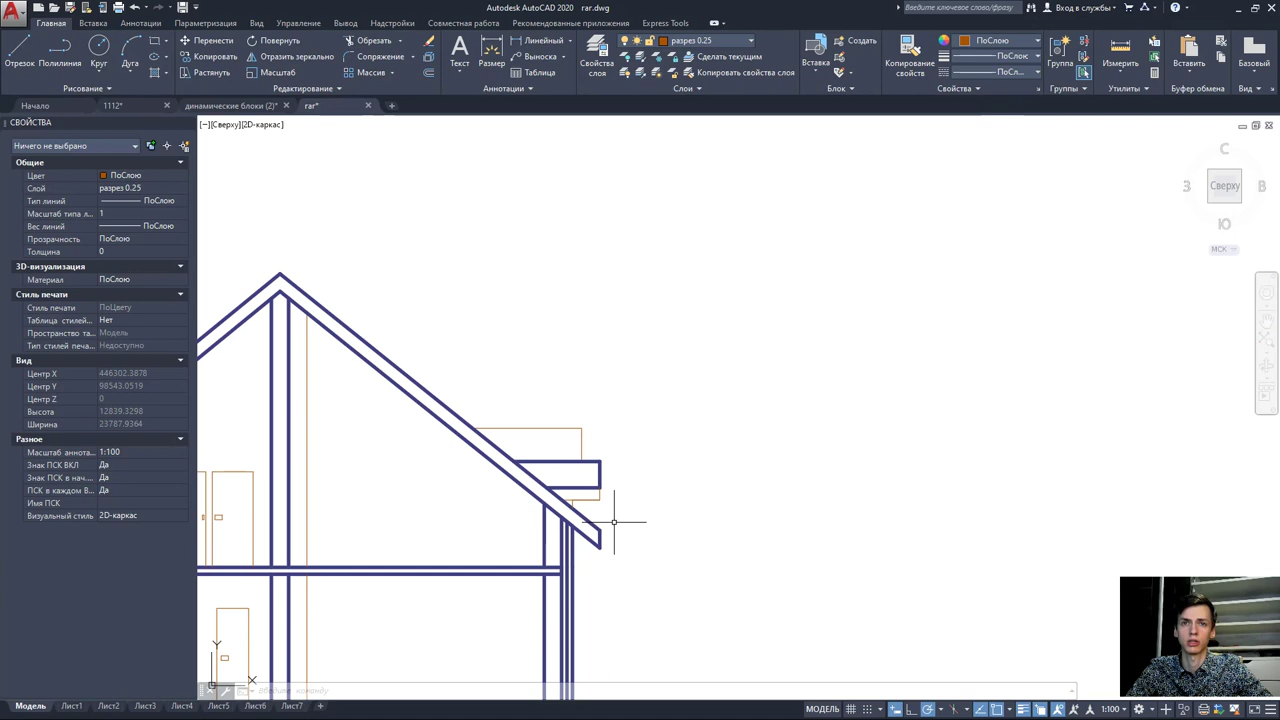 Autodesk AutoCAD 2020 rar.dwg
Введите ключевое слово/фразу
Вход в службы
Главная Вставка Аннотации Параметризация Вид Управление Вывод Надстройки Совместная работа Рекомендованные приложения Express Tools
Отрезок Полилиния Круг Дуга
Перенести Повернуть Обрезать
Копировать Отразить зеркально Сопряжение
Растянуть Масштаб Массив
Текст Размер
Линейный
Выноска
Таблица
Свойства слоя
разрез 0.25
Сделать текущим
Копировать свойства слоя
Вставка
Создать
Копирование свойств
ПоСлою
ПоСлою
ПоСл...
Группа
Измерить
Вставить
Базовый
Рисование Редактирование Аннотации Слои Блок Свойства Группы Утилиты Буфер обмена Вид
Начало 1112* динамические блоки (2)* rar*
СВОЙСТВА
[−][Сверху][2D-каркас]
Ничего не выбрано
Общие
Цвет ПоСлою
Слой разрез 0.25
Тип линий ПоСлою
Масштаб типа л... 1
Вес линий ПоСлою
Прозрачность ПоСлою
Толщина 0
3D-визуализация
Материал ПоСлою
Стиль печати
Стиль печати ПоЦвету
Таблица стилей... Нет
Пространство та... Модель
Тип стилей печа... Недоступно
Вид
Центр X 446302.3878
Центр Y 98543.0519
Центр Z 0
Высота 12839.3298
Ширина 23787.9364
Разное
Масштаб аннота... 1:100
Знак ПСК ВКЛ Да
Знак ПСК в нач.... Да
ПСК в каждом В... Да
Имя ПСК
Визуальный стиль 2D-каркас
С
З Сверху В
Ю
МСК
Y
X
Введите команду
Модель Лист1 Лист2 Лист3 Лист4 Лист5 Лист6 Лист7 +
МОДЕЛЬ 1:100